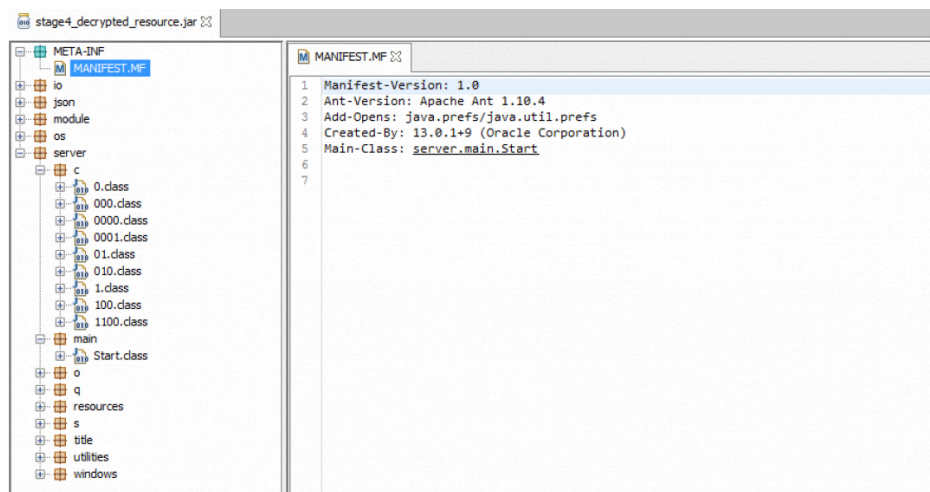 stage4_decrypted_resource.jar
META-INF
MANIFEST.MF
io
json
module
os
server
c
0.class
000.class
0000.class
0001.class
01.class
010.class
1.class
100.class
1100.class
main
Start.class
o
q
resources
s
title
utilities
windows
MANIFEST.MF
1 Manifest-Version: 1.0
2 Ant-Version: Apache Ant 1.10.4
3 Add-Opens: java.prefs/java.util.prefs
4 Created-By: 13.0.1+9 (Oracle Corporation)
5 Main-Class: server.main.Start
6
7